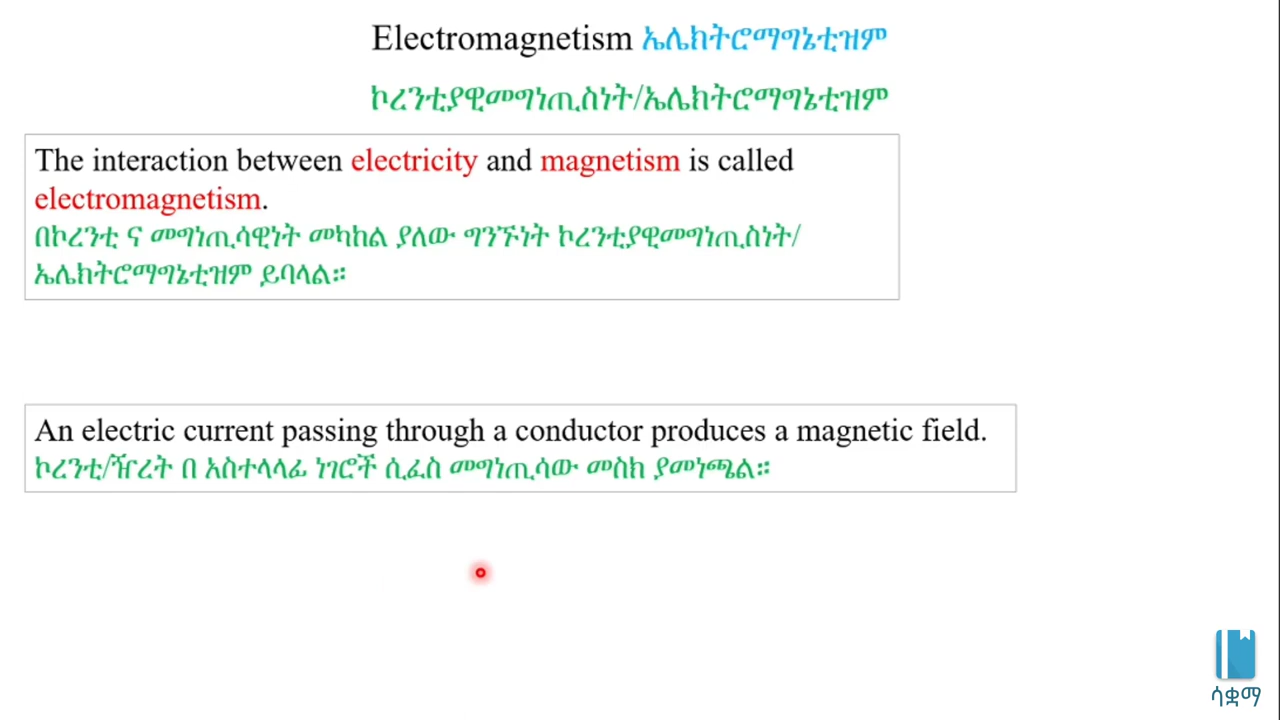 Electromagnetism ኤሌክትሮማግኔቲዝም
ኮረንቲያዊመግነጢስነት/ኤሌክትሮማግኔቲዝም
The interaction between electricity and magnetism is called
electromagnetism.
በኮረንቲ ና መግነጢሳዊነት መካከል ያለው ግንኙነት ኮረንቲያዊመግነጢስነት/
ኤሌክትሮማግኔቲዝም ይባላል።
An electric current passing through a conductor produces a magnetic field.
ኮረንቲ/ዥረት በ አስተላላፊ ነገሮች ሲፈስ መግነጢሳው መስክ ያመነጫል።
ሳቋማ